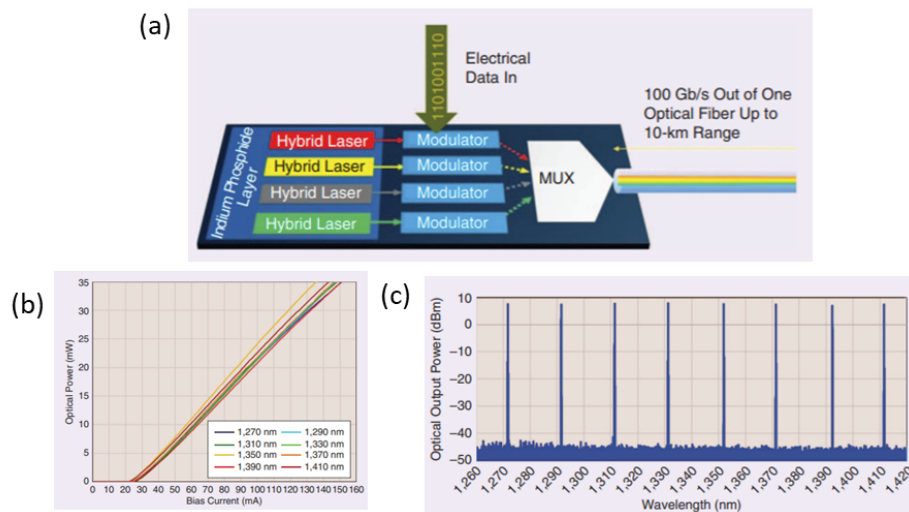 (a)
1101001110
Electrical
Data In
100 Gb/s Out of One
Optical Fiber Up to
10-km Range
Indium Phosphide
Layer
Hybrid Laser
Modulator
Hybrid Laser
Modulator
Hybrid Laser
Modulator
Hybrid Laser
Modulator
MUX
(b)
Optical Power (mW)
35
30
25
20
15
10
5
0
0 10 20 30 40 50 60 70 80 90 100 110 120 130 140 150 160
Bias Current (mA)
1,270 nm 1,290 nm
1,310 nm 1,330 nm
1,350 nm 1,370 nm
1,390 nm 1,410 nm
(c)
Optical Output Power (dBm)
10
0
–10
–20
–30
–40
–50
1,260 1,270 1,280 1,290 1,300 1,310 1,320 1,330 1,340 1,350 1,360 1,370 1,380 1,390 1,400 1,410 1,420
Wavelength (nm)